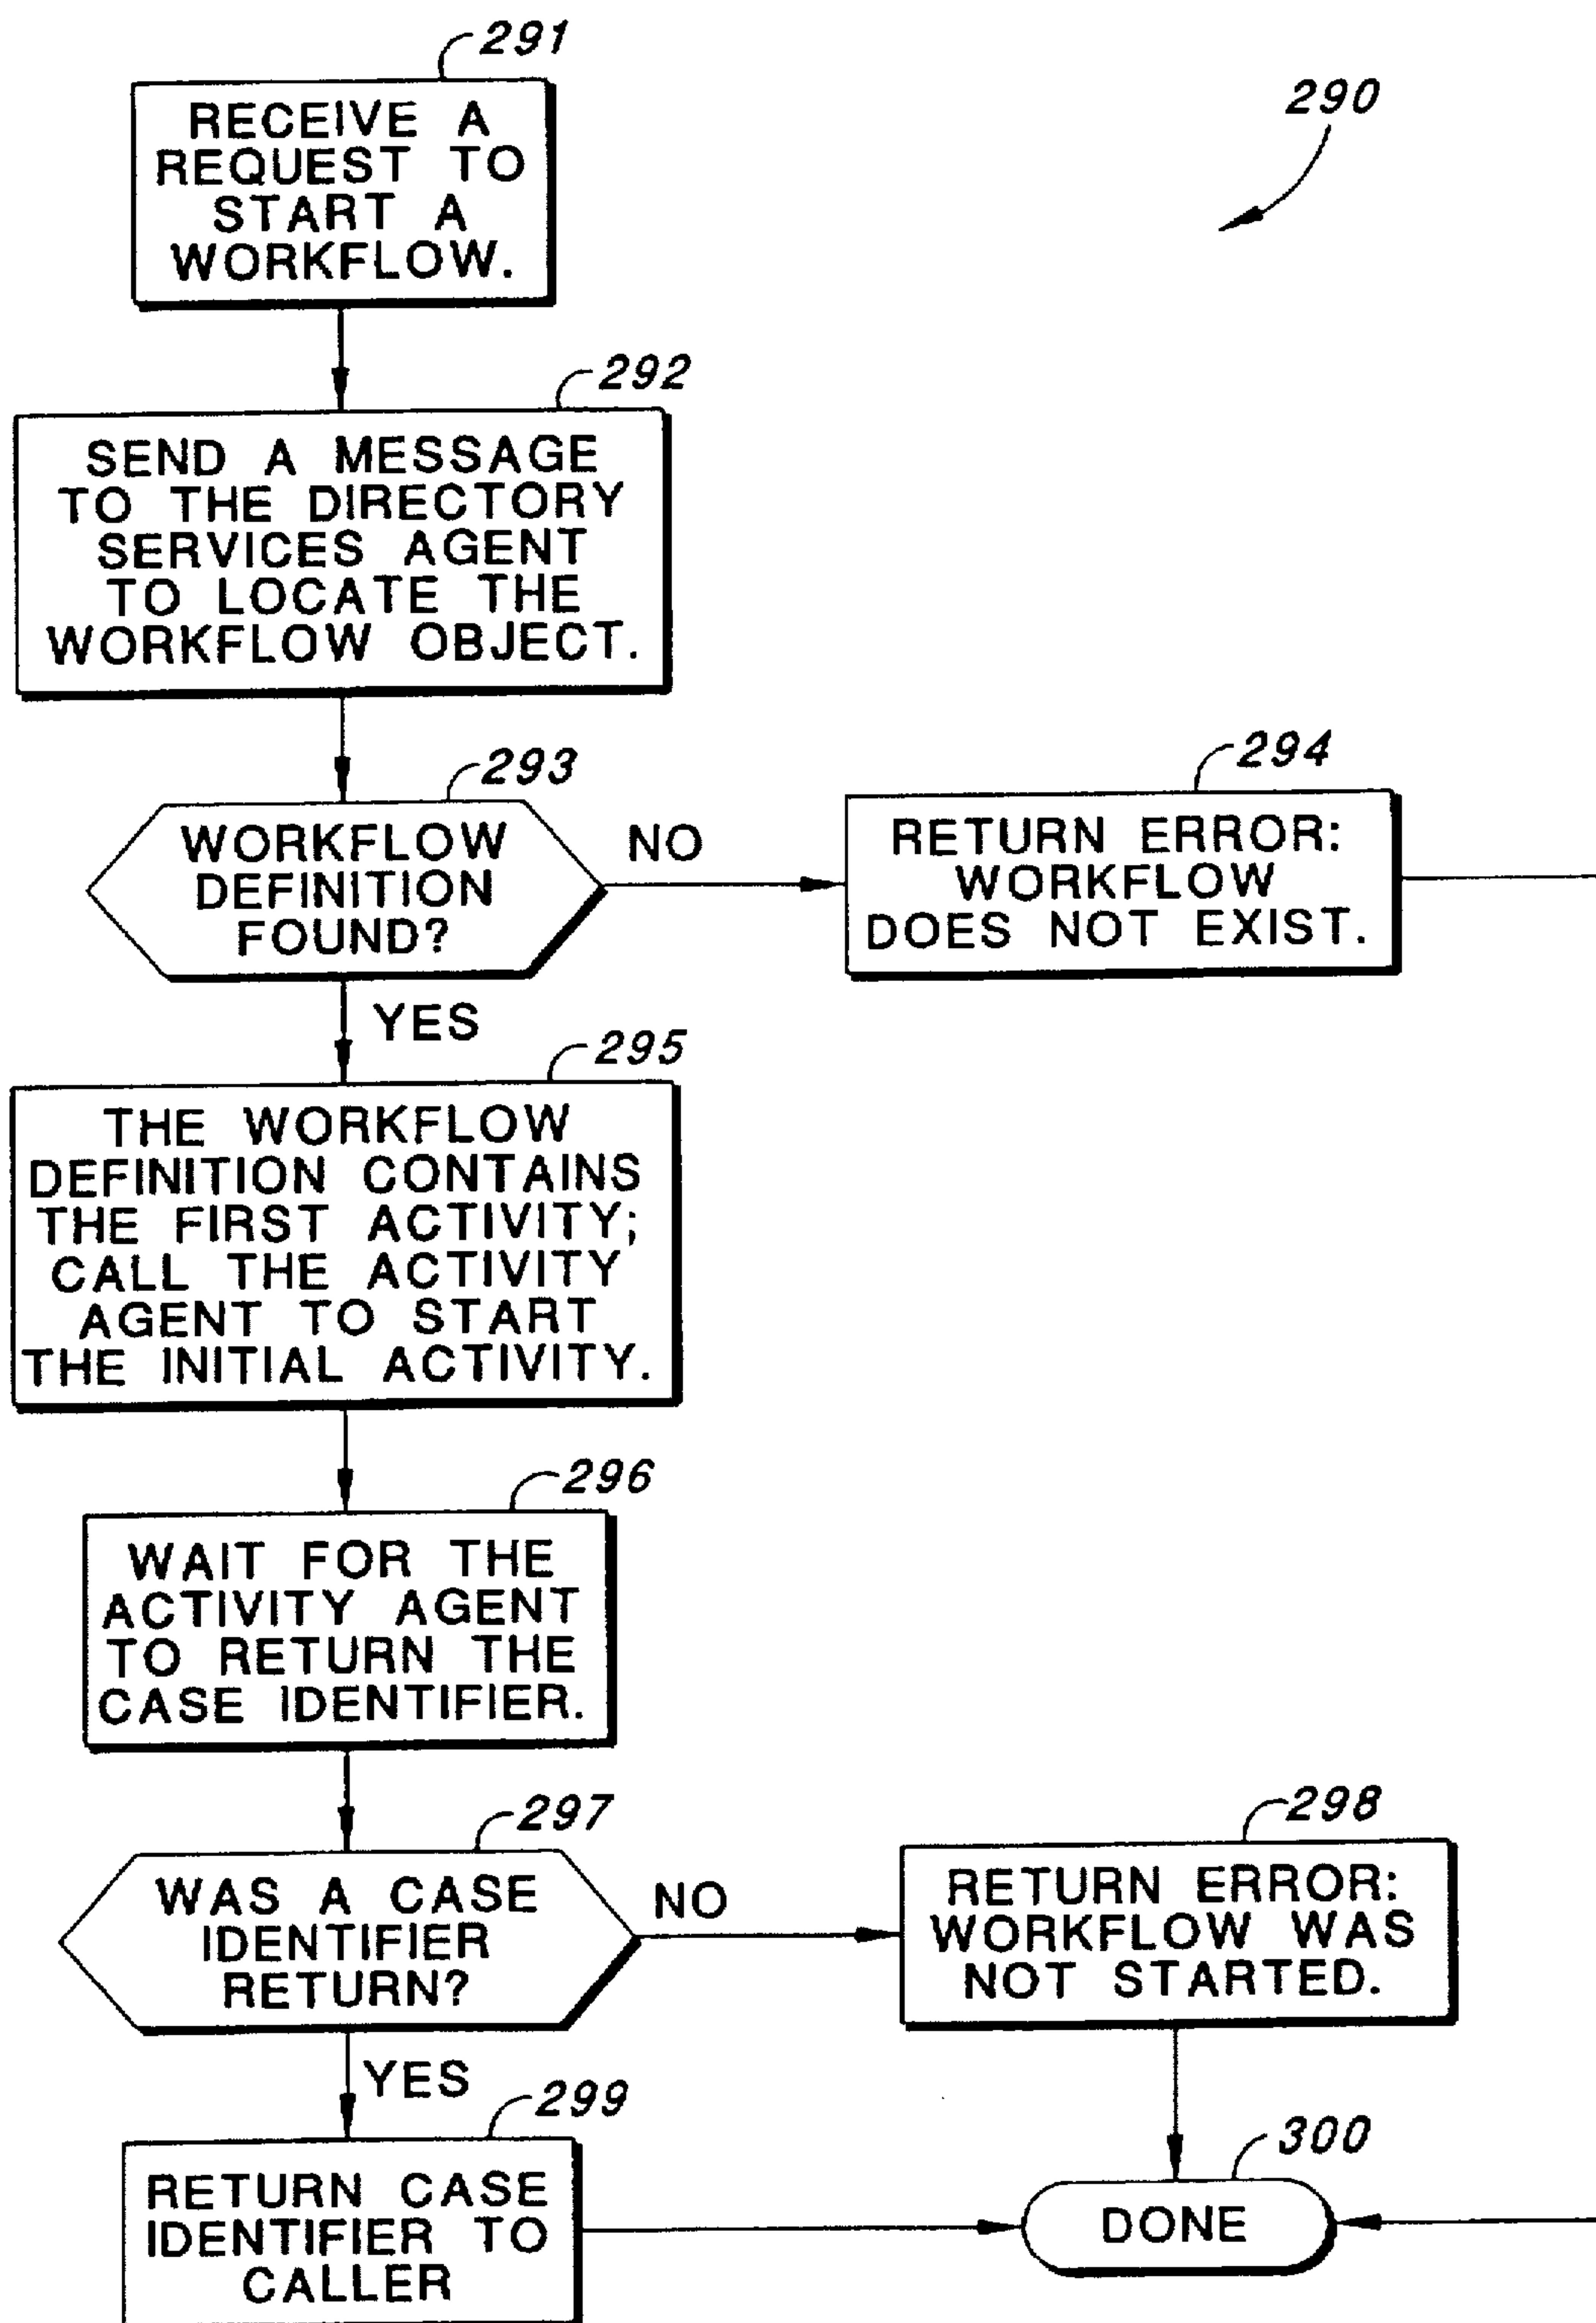 291
290
RECEIVE A
REQUEST TO
START A
WORKFLOW.
292
SEND A MESSAGE
TO THE DIRECTORY
SERVICES AGENT
TO LOCATE THE
WORKFLOW OBJECT.
293
WORKFLOW
DEFINITION
FOUND?
NO
294
RETURN ERROR:
WORKFLOW
DOES NOT EXIST.
YES
295
THE WORKFLOW
DEFINITION CONTAINS
THE FIRST ACTIVITY;
CALL THE ACTIVITY
AGENT TO START
THE INITIAL ACTIVITY.
296
WAIT FOR THE
ACTIVITY AGENT
TO RETURN THE
CASE IDENTIFIER.
297
WAS A CASE
IDENTIFIER
RETURN?
NO
298
RETURN ERROR:
WORKFLOW WAS
NOT STARTED.
YES
299
RETURN CASE
IDENTIFIER TO
CALLER
300
DONE